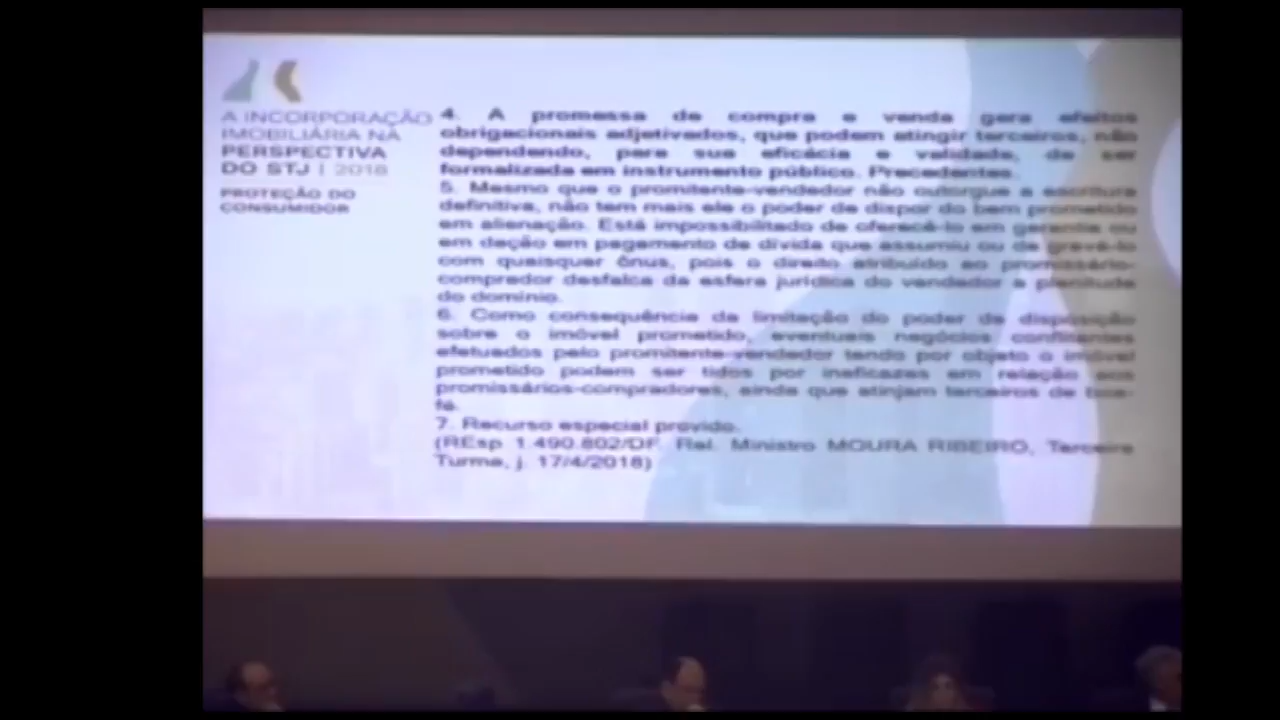 A INCORPORAÇÃO
IMOBILIÁRIA NA
PERSPECTIVA
DO STJ | 2018
PROTEÇÃO DO
CONSUMIDOR
4. A promessa de compra e venda gera efeitos
obrigacionais adjetivados, que podem atingir terceiros, não
dependendo, para sua eficácia e validade, de ser
formalizada em instrumento público. Precedentes.
5. Mesmo que o promitente-vendedor não outorgue a escritura
definitiva, não tem mais ele o poder de dispor do bem prometido
em alienação. Está impossibilitado de oferecê-lo em garantia ou
em dação em pagamento de dívida que assumiu ou de gravá-lo
com quaisquer ônus, pois o direito atribuído ao promissário-
comprador desfalca da esfera jurídica do vendedor a plenitude
do domínio.
6. Como consequência da limitação do poder de disposição
sobre o imóvel prometido, eventuais negócios conflitantes
efetuados pelo promitente-vendedor tendo por objeto o imóvel
prometido podem ser tidos por ineficazes em relação aos
promissários-compradores, ainda que atinjam terceiros de boa-
fé.
7. Recurso especial provido.
(REsp 1.490.802/DF, Rel. Ministro MOURA RIBEIRO, Terceira
Turma, j. 17/4/2018)